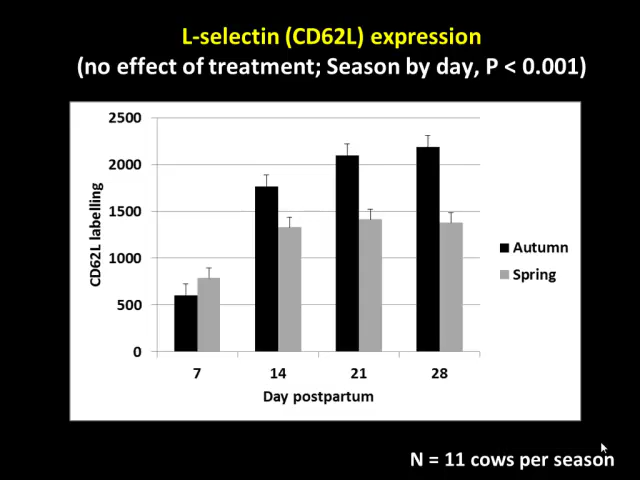 L-selectin (CD62L) expression
(no effect of treatment; Season by day, P < 0.001)
2500
2000
1500
1000
500
0
CD62L labelling
7 14 21 28
Day postpartum
Autumn
Spring
N = 11 cows per season